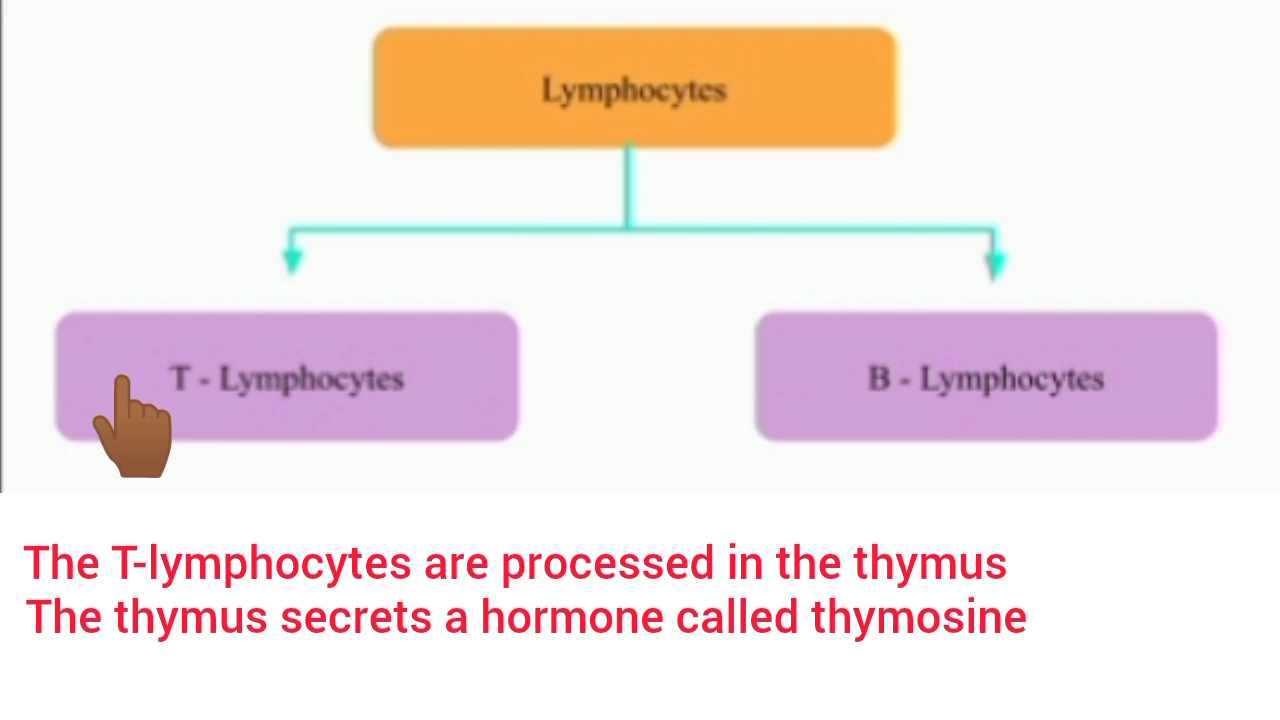 Lymphocytes
T - Lymphocytes
B - Lymphocytes
The T-lymphocytes are processed in the thymus
The thymus secrets a hormone called thymosine